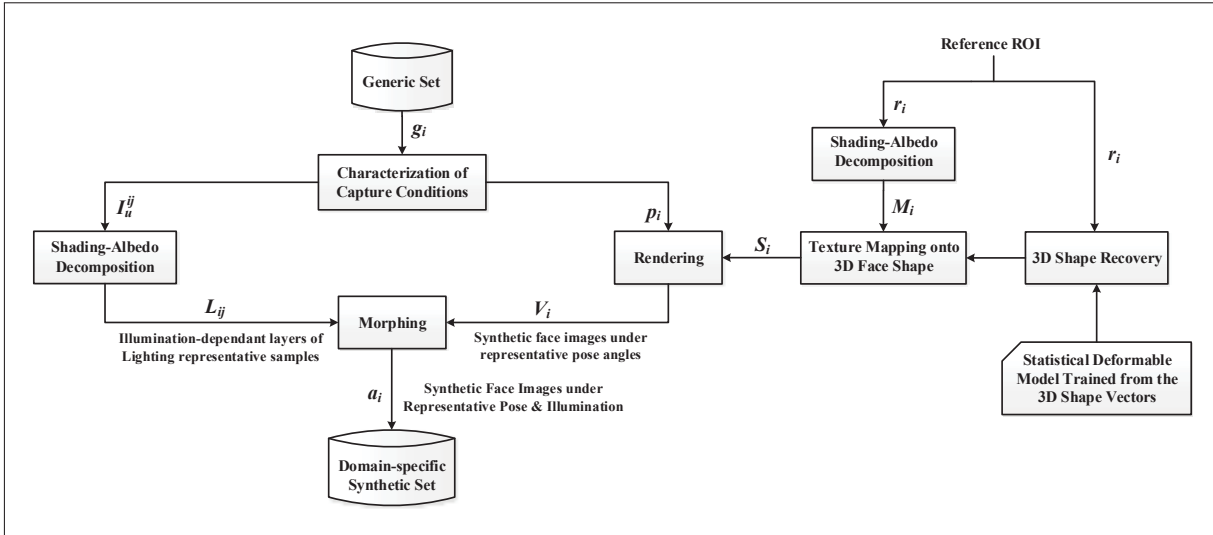 Reference ROI
Generic Set
g_i
r_i
Shading-Albedo
Decomposition
r_i
Characterization of
Capture Conditions
I_u^{ij}
p_i
M_i
Shading-Albedo
Decomposition
Rendering
S_i
Texture Mapping onto
3D Face Shape
3D Shape Recovery
L_{ij}
Morphing
V_i
Illumination-dependant layers of
Lighting representative samples
Synthetic face images under
representative pose angles
Statistical Deformable
Model Trained from the
3D Shape Vectors
a_i
Synthetic Face Images under
Representative Pose & Illumination
Domain-specific
Synthetic Set